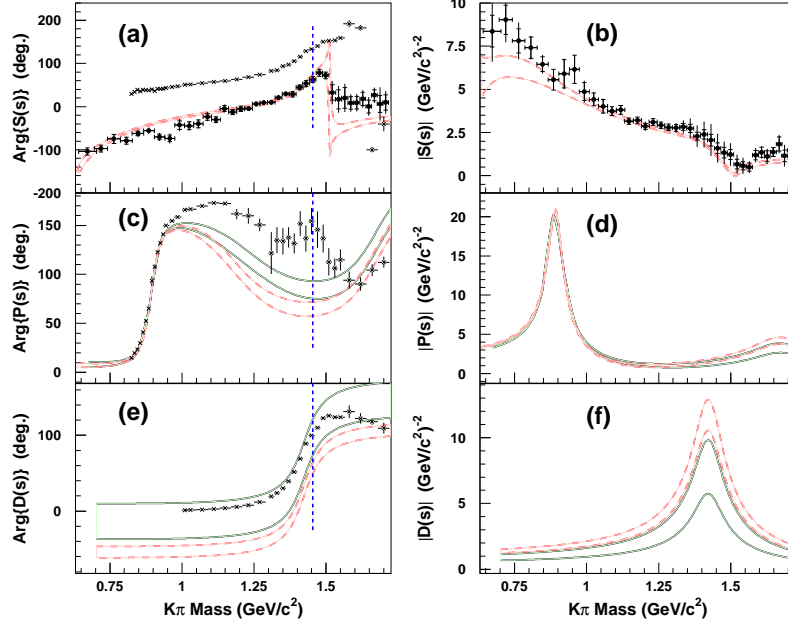 200
100
0
-100
-200
Arg{S(s)} (deg.)
(a)
10
7.5
5
2.5
0
|S(s)| (GeV/c²)⁻²
(b)
200
150
100
50
0
Arg{P(s)} (deg.)
(c)
20
15
10
5
0
|P(s)| (GeV/c²)⁻²
(d)
100
0
Arg{D(s)} (deg.)
(e)
0.75 1 1.25 1.5
Kπ Mass (GeV/c²)
10
5
0
|D(s)| (GeV/c²)⁻²
(f)
0.75 1 1.25 1.5
Kπ Mass (GeV/c²)